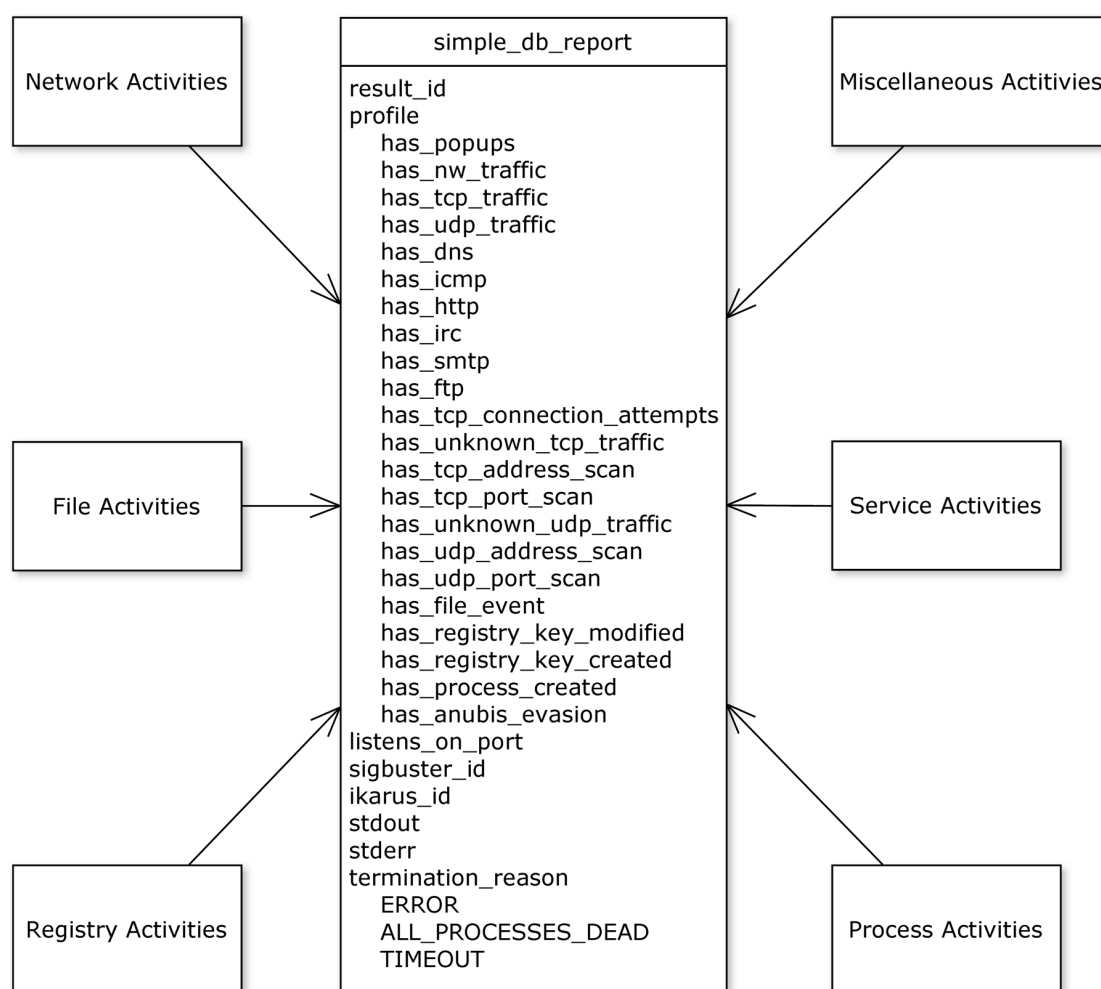 Network Activities
simple_db_report
Miscellaneous Actitivies
result_id
profile
has_popups
has_nw_traffic
has_tcp_traffic
has_udp_traffic
has_dns
has_icmp
has_http
has_irc
has_smtp
has_ftp
has_tcp_connection_attempts
has_unknown_tcp_traffic
has_tcp_address_scan
has_tcp_port_scan
has_unknown_udp_traffic
has_udp_address_scan
has_udp_port_scan
has_file_event
has_registry_key_modified
has_registry_key_created
has_process_created
has_anubis_evasion
listens_on_port
sigbuster_id
ikarus_id
stdout
stderr
termination_reason
ERROR
ALL_PROCESSES_DEAD
TIMEOUT
File Activities
Service Activities
Registry Activities
Process Activities